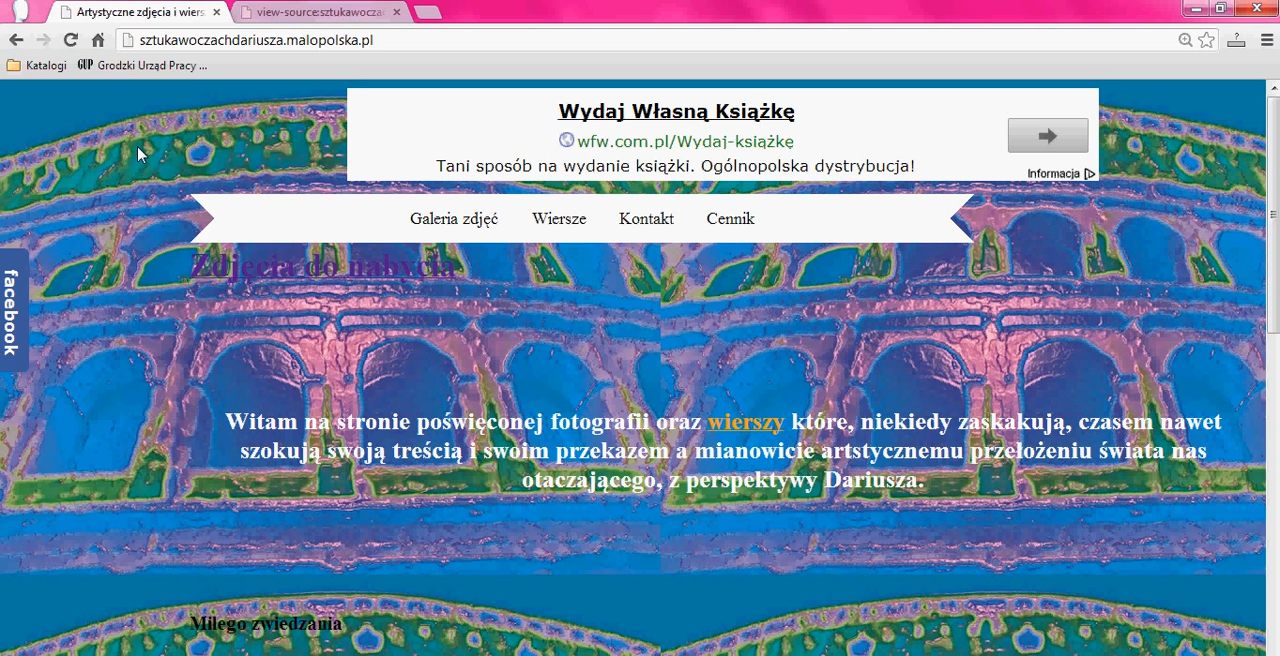 Artystyczne zdjęcia i wiers
view-source:sztukawocza
sztukawoczachdariusza.malopolska.pl
Katalogi
GUP Grodzki Urząd Pracy ...
Wydaj Własną Książkę
wfw.com.pl/Wydaj-książkę
Tani sposób na wydanie książki. Ogólnopolska dystrybucja!
Informacja
Galeria zdjęć Wiersze Kontakt Cennik
Zdjęcia do nabycia
facebook
Witam na stronie poświęconej fotografii oraz wierszy które, niekiedy zaskakują, czasem nawet
szokują swoją treścią i swoim przekazem a mianowicie artstycznemu przełożeniu świata nas
otaczającego, z perspektywy Dariusza.
Miłego zwiedzania